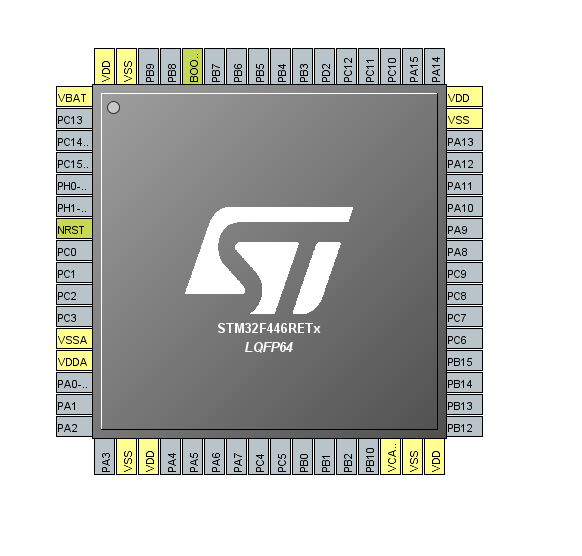 VDD VSS PB9 PB8 BOO.. PB7 PB6 PB5 PB4 PB3 PD2 PC12 PC11 PC10 PA15 PA14
VBAT VDD
PC13 VSS
PC14.. PA13
PC15.. PA12
PH0-.. PA11
PH1-.. PA10
NRST PA9
PC0 PA8
PC1 PC9
PC2 PC8
PC3 PC7
VSSA PC6
VDDA PB15
PA0-.. PB14
PA1 PB13
PA2 PB12
ST
STM32F446RETx
LQFP64
PA3 VSS VDD PA4 PA5 PA6 PA7 PC4 PC5 PB0 PB1 PB2 PB10 VCA.. VSS VDD